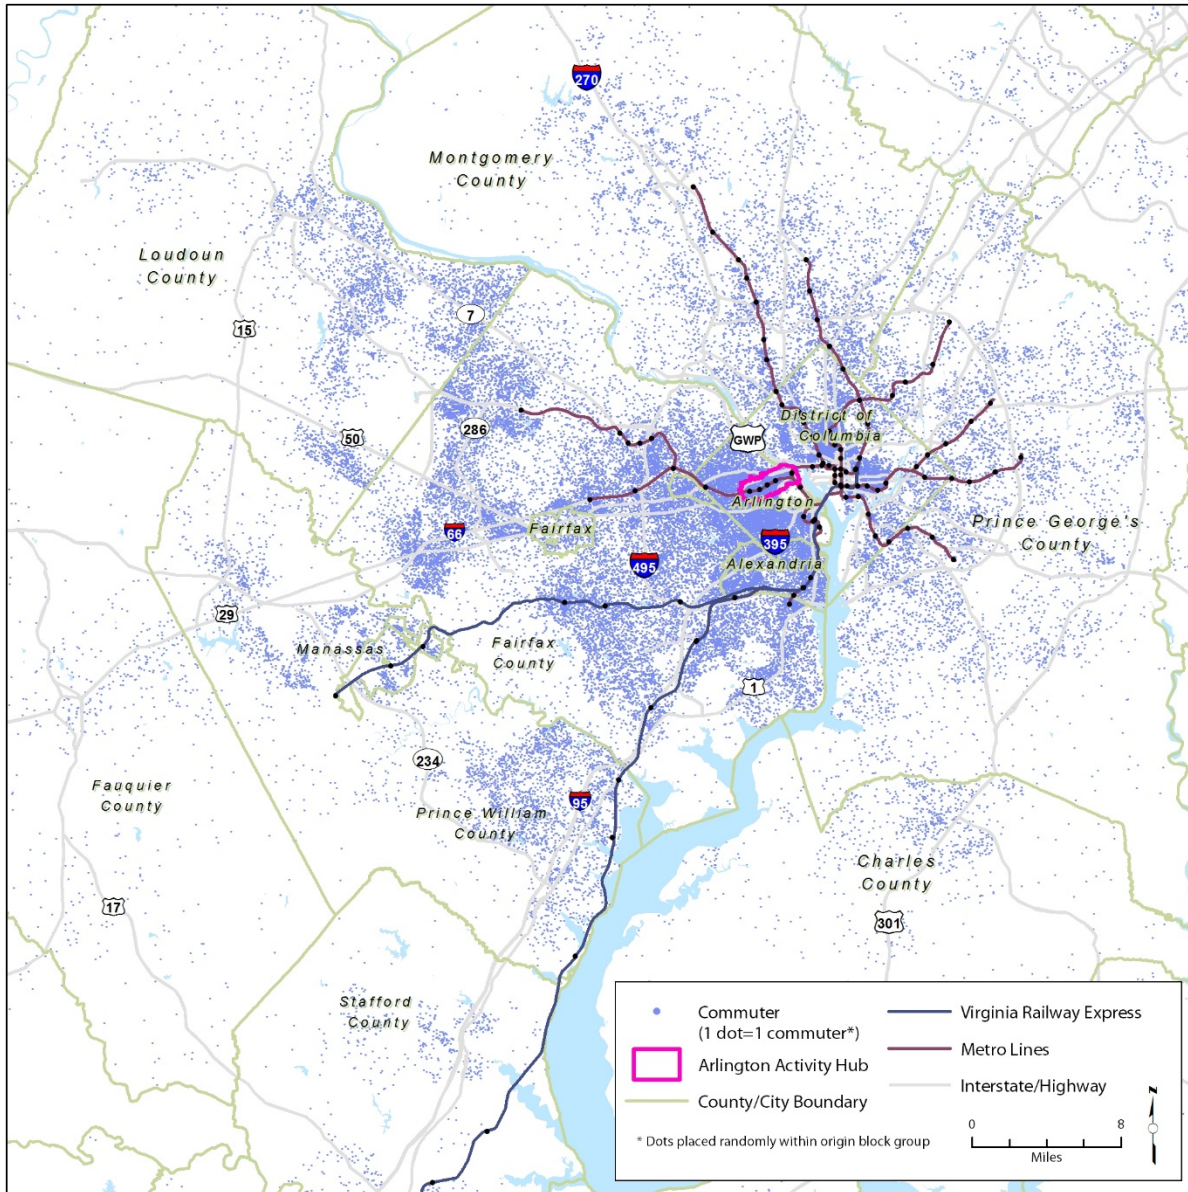 270
Montgomery
County
Loudoun
County
7
15
District of
Columbia
286
GWP
50
Arlington
Fairfax
66
395
Prince George's
County
495
Alexandria
29
Manassas
Fairfax
County
1
234
Fauquier
County
95
Prince William
County
Charles
County
17
301
Stafford
County
Commuter
(1 dot=1 commuter*)
Arlington Activity Hub
County/City Boundary
* Dots placed randomly within origin block group
Virginia Railway Express
Metro Lines
Interstate/Highway
N
0 8
Miles